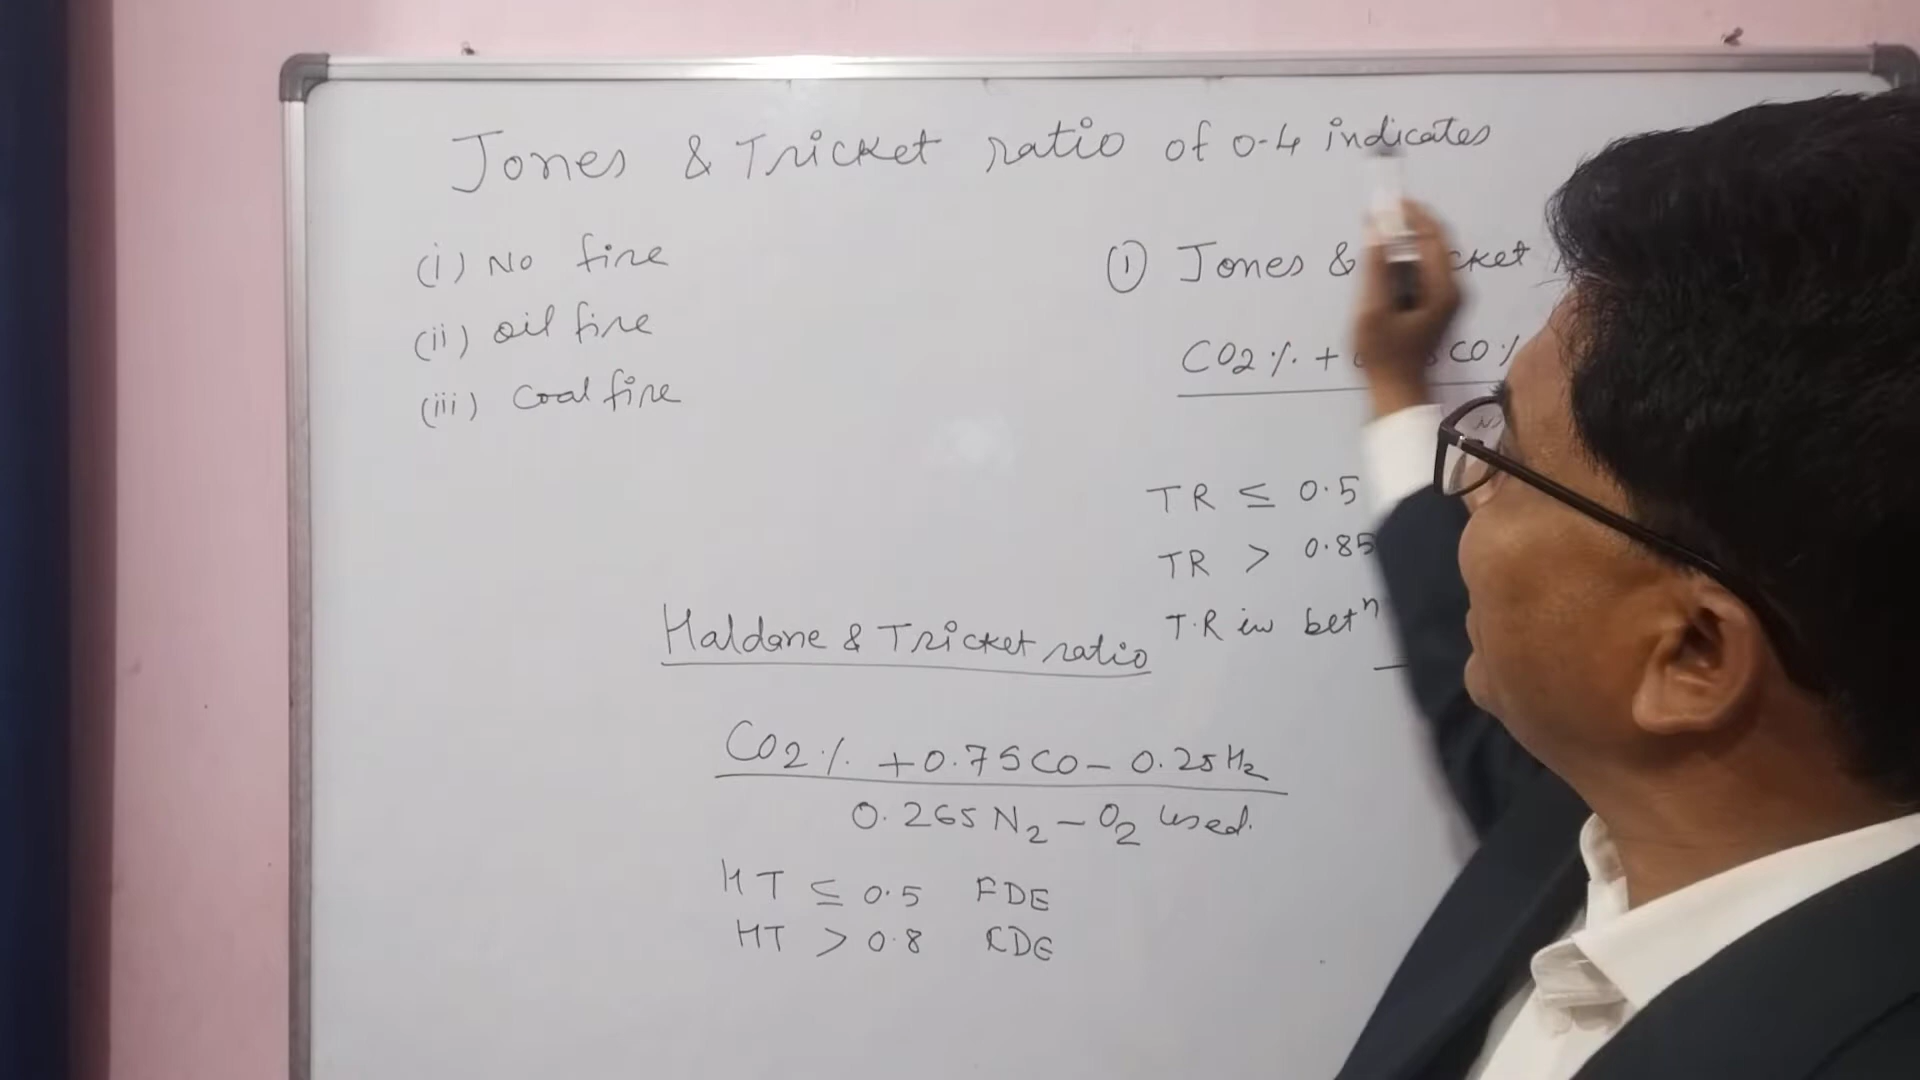 Jones & Tricket ratio of 0.4 indicates
(i) No fire
(ii) oil fire
(iii) Coal fire
① Jones &
CO2 % + CO %
TR ≤ 0.5
TR > 0.85
T.R in betⁿ
Haldane & Tricket ratio
CO2 % + 0.75 CO - 0.25 H2
0.265 N2 - O2 used.
HT ≤ 0.5 FDE
HT > 0.8 CDE